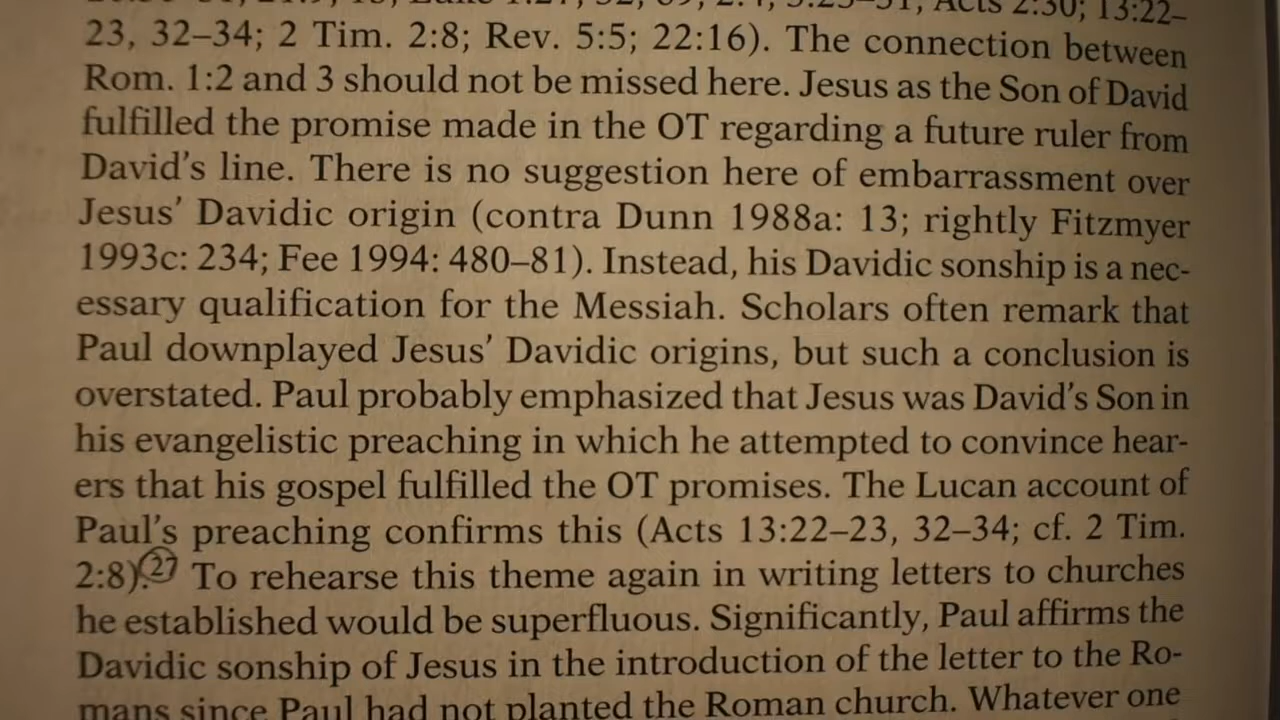 Acts 2:30; 13:22–
23, 32–34; 2 Tim. 2:8; Rev. 5:5; 22:16). The connection between
Rom. 1:2 and 3 should not be missed here. Jesus as the Son of David
fulfilled the promise made in the OT regarding a future ruler from
David’s line. There is no suggestion here of embarrassment over
Jesus’ Davidic origin (contra Dunn 1988a: 13; rightly Fitzmyer
1993c: 234; Fee 1994: 480–81). Instead, his Davidic sonship is a nec-
essary qualification for the Messiah. Scholars often remark that
Paul downplayed Jesus’ Davidic origins, but such a conclusion is
overstated. Paul probably emphasized that Jesus was David’s Son in
his evangelistic preaching in which he attempted to convince hear-
ers that his gospel fulfilled the OT promises. The Lucan account of
Paul’s preaching confirms this (Acts 13:22–23, 32–34; cf. 2 Tim.
2:8).27 To rehearse this theme again in writing letters to churches
he established would be superfluous. Significantly, Paul affirms the
Davidic sonship of Jesus in the introduction of the letter to the Ro-
mans since Paul had not planted the Roman church. Whatever one